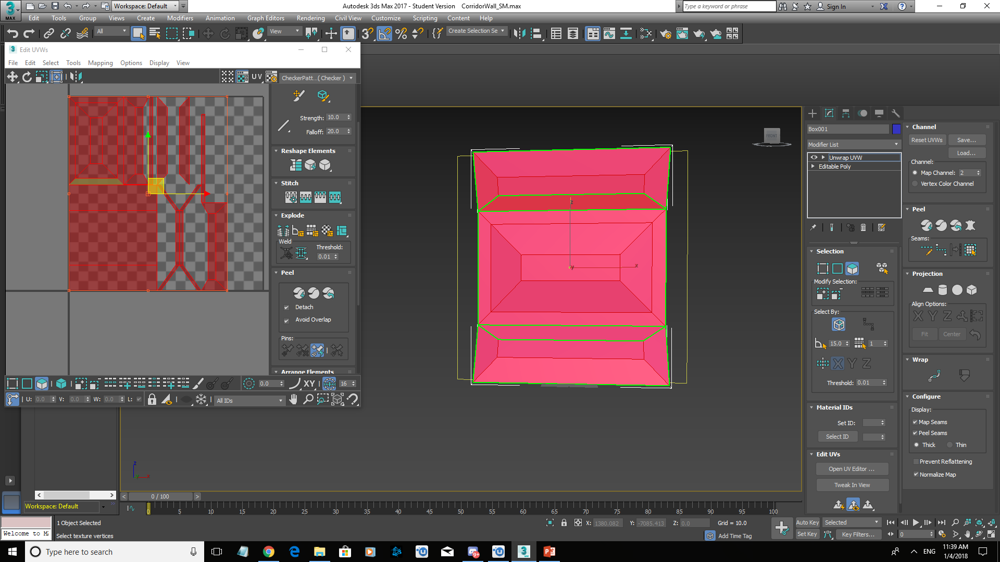 Workspace: Default
Autodesk 3ds Max 2017 - Student Version    CorridorWall_SM.max
Type a keyword or phrase
Sign In
3
MAX
Edit Tools Group Views Create Modifiers Animation Graph Editors Rendering Civil View Customize Scripting Content Help
All
View
Create Selection Se
Edit UVWs
File Edit Select Tools Mapping Options Display View
UV
CheckerPatt...( Checker )
Strength: 10.0
Falloff: 20.0
Reshape Elements
Stitch
Explode
Weld
Threshold:
0.01
Peel
Detach
Avoid Overlap
Pins:
Arrange Elements
0.0
XY
16
U: 0.0 V: 0.0 W: 0.0 L:
All IDs
FRONT
z
x
y
Box001
Modifier List
Unwrap UVW
Editable Poly
Selection
Modify Selection:
Select By:
15.0
1
X Y Z
Threshold: 0.01
Material IDs
Set ID:
Select ID
Edit UVs
Open UV Editor ...
Tweak In View
Channel
Reset UVWs
Save...
Load...
Channel:
Map Channel: 2
Vertex Color Channel
Peel
Seams:
Projection
Align Options:
X Y Z
Fit
Center
Wrap
Configure
Display:
Map Seams
Peel Seams
Thick
Thin
Prevent Reflattening
Normalize Map
z
x
0 / 100
Workspace: Default
0 5 10 15 20 25 30 35 40 45 50 55 60 65 70 75 80 85 90 95 100
1 Object Selected
Welcome to M
Select texture vertices
X: 1380.082 Y: -7085.413 Z: 0.0 Grid = 10.0
Add Time Tag
Auto Key
Selected
Set Key
Key Filters...
0
Type here to search
9+
ENG
11:39 AM
1/4/2018